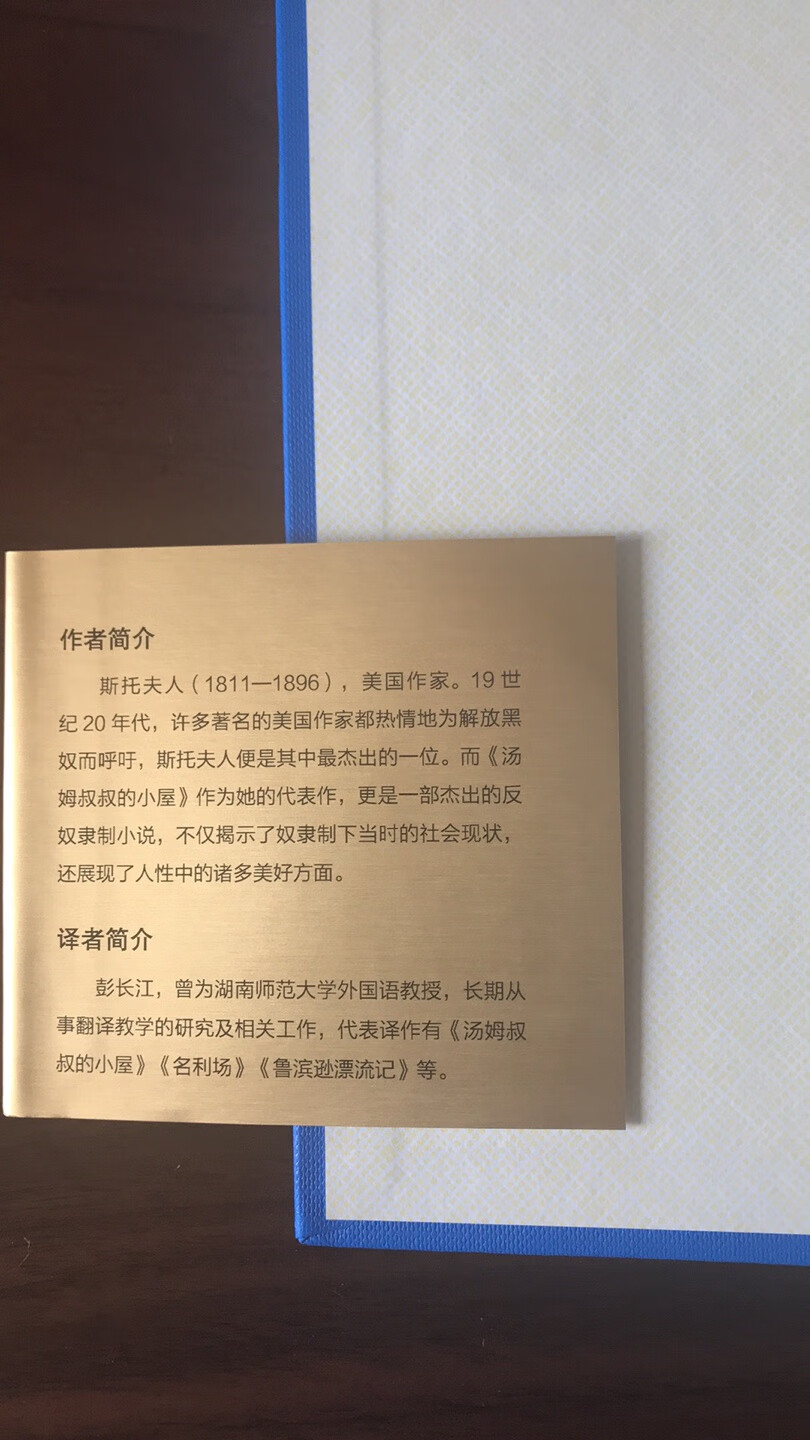 作者简介
斯托夫人（1811—1896），美国作家。19 世
纪 20 年代，许多著名的美国作家都热情地为解放黑
奴而呼吁，斯托夫人便是其中最杰出的一位。而《汤
姆叔叔的小屋》作为她的代表作，更是一部杰出的反
奴隶制小说，不仅揭示了奴隶制下当时的社会现状，
还展现了人性中的诸多美好方面。
译者简介
彭长江，曾为湖南师范大学外国语教授，长期从
事翻译教学的研究及相关工作，代表译作有《汤姆叔
叔的小屋》《名利场》《鲁滨逊漂流记》等。